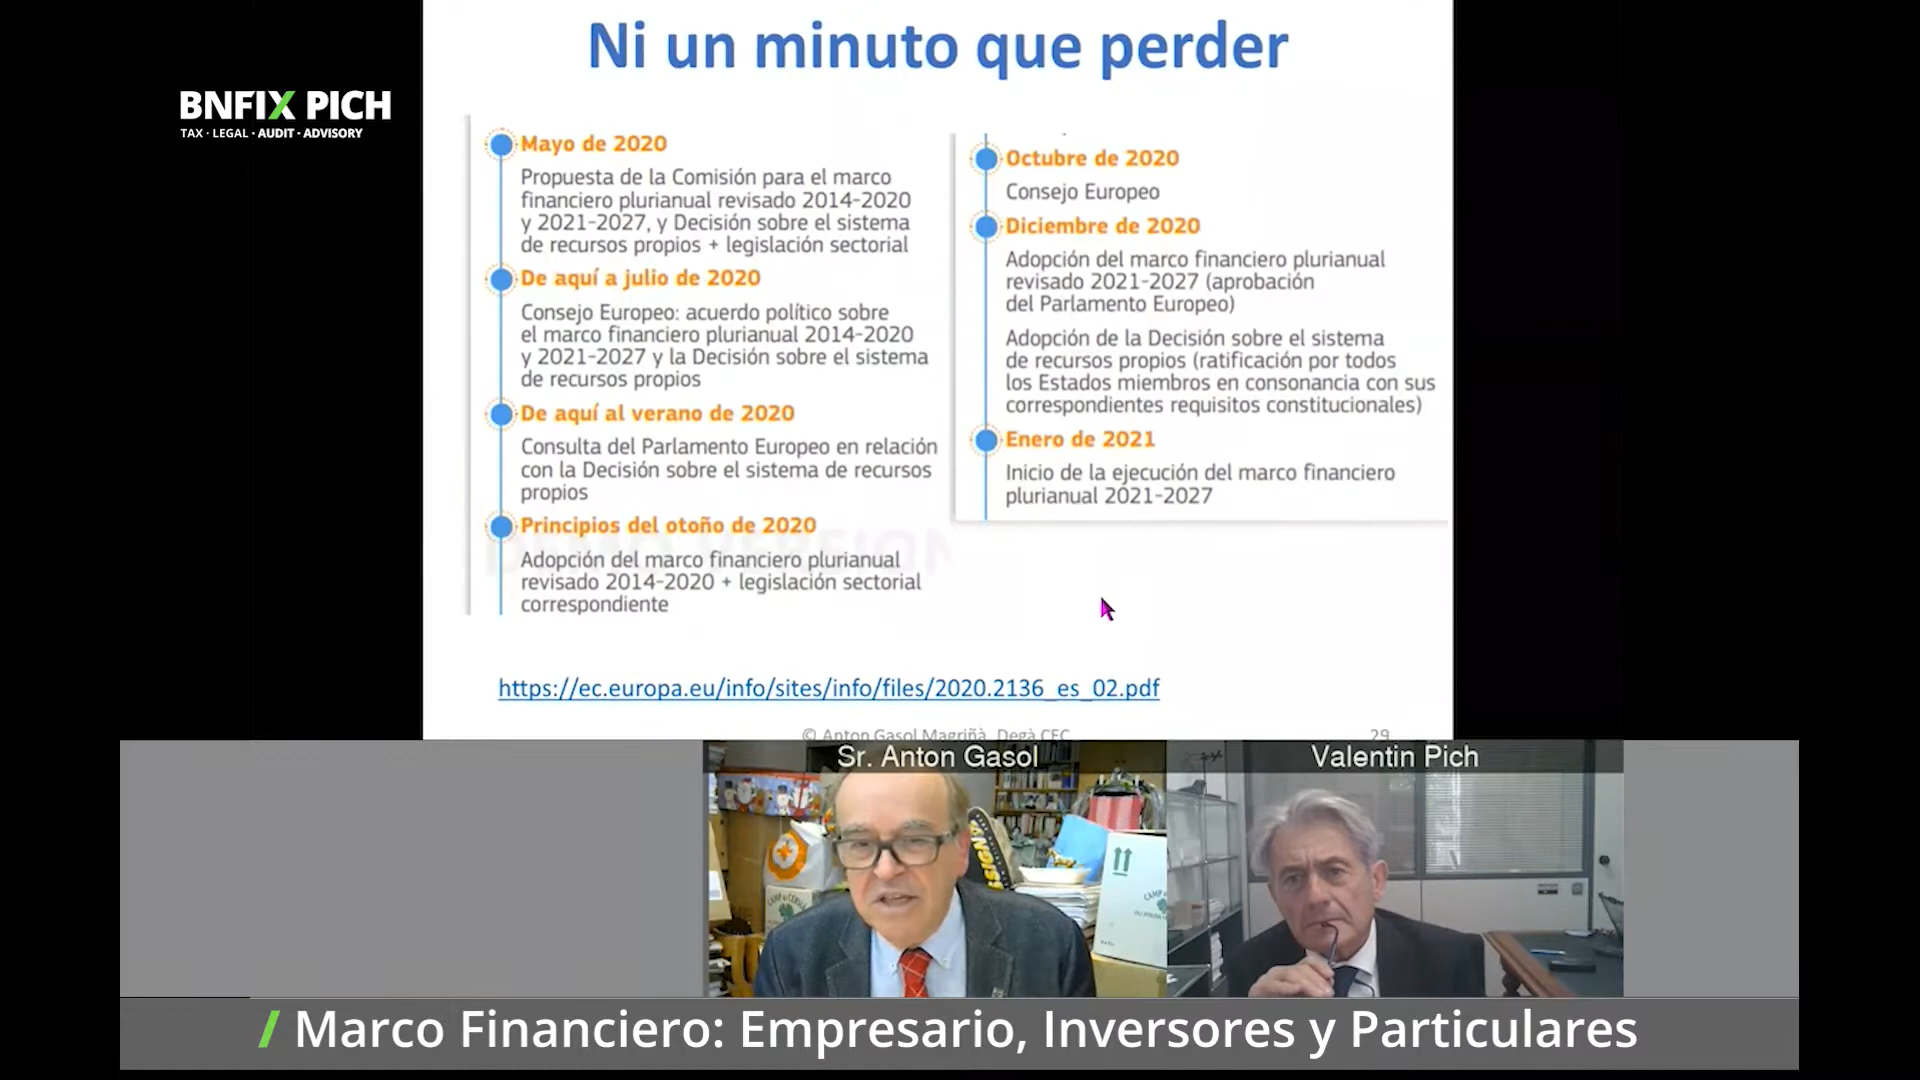 Ni un minuto que perder
BNFIX PICH
TAX · LEGAL · AUDIT · ADVISORY
Mayo de 2020
Propuesta de la Comisión para el marco
financiero plurianual revisado 2014-2020
y 2021-2027, y Decisión sobre el sistema
de recursos propios + legislación sectorial
De aquí a julio de 2020
Consejo Europeo: acuerdo político sobre
el marco financiero plurianual 2014-2020
y 2021-2027 y la Decisión sobre el sistema
de recursos propios
De aquí al verano de 2020
Consulta del Parlamento Europeo en relación
con la Decisión sobre el sistema de recursos
propios
Principios del otoño de 2020
Adopción del marco financiero plurianual
revisado 2014-2020 + legislación sectorial
correspondiente
Octubre de 2020
Consejo Europeo
Diciembre de 2020
Adopción del marco financiero plurianual
revisado 2021-2027 (aprobación
del Parlamento Europeo)
Adopción de la Decisión sobre el sistema
de recursos propios (ratificación por todos
los Estados miembros en consonancia con sus
correspondientes requisitos constitucionales)
Enero de 2021
Inicio de la ejecución del marco financiero
plurianual 2021-2027
https://ec.europa.eu/info/sites/info/files/2020.2136_es_02.pdf
© Anton Gasol Magriñà, Degà CEC
29
Sr. Anton Gasol
Valentin Pich
/ Marco Financiero: Empresario, Inversores y Particulares